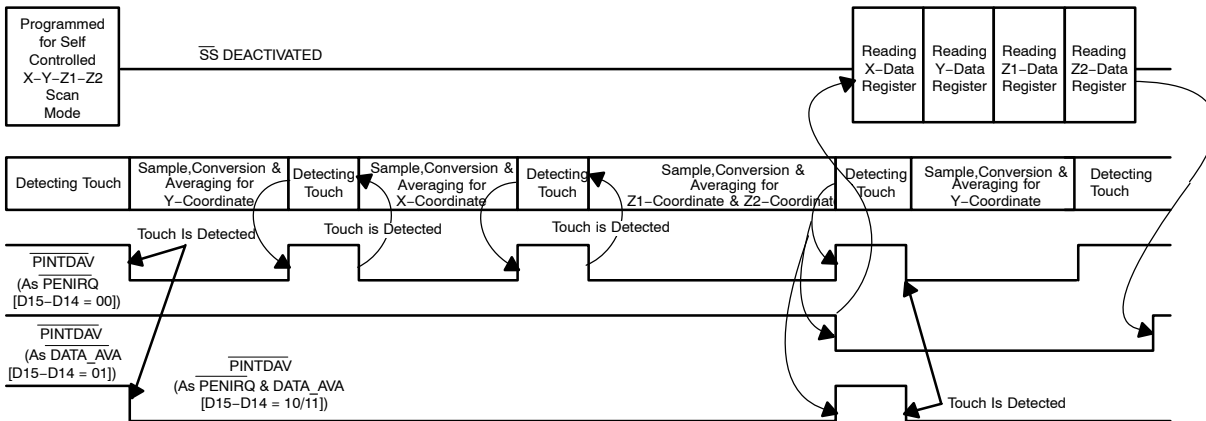 Programmed
for Self
Controlled
X−Y−Z1−Z2
Scan
Mode
SS DEACTIVATED
Reading
X−Data
Register
Reading
Y−Data
Register
Reading
Z1−Data
Register
Reading
Z2−Data
Register
Detecting Touch
Sample,Conversion &
Averaging for
Y−Coordinate
Detecting
Touch
Sample,Conversion &
Averaging for
X−Coordinate
Detecting
Touch
Sample,Conversion &
Averaging for
Z1−Coordinate & Z2−Coordinate
Detecting
Touch
Sample,Conversion &
Averaging for
Y−Coordinate
Detecting
Touch
Touch Is Detected
Touch is Detected
Touch is Detected
PINTDAV
(As PENIRQ
[D15−D14 = 00])
PINTDAV
(As DATA_AVA
[D15−D14 = 01])
PINTDAV
(As PENIRQ & DATA_AVA
[D15−D14 = 10/11])
Touch Is Detected